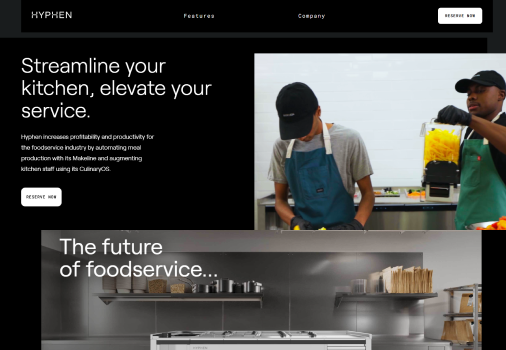 HYPHEN
Features
Company
RESERVE NOW
Streamline your
kitchen, elevate your
service.
Hyphen increases profitability and productivity for
the foodservice industry by automating meal
production with its Makeline and augmenting
kitchen staff using its CulinaryOS.
RESERVE NOW
The future
of foodservice...